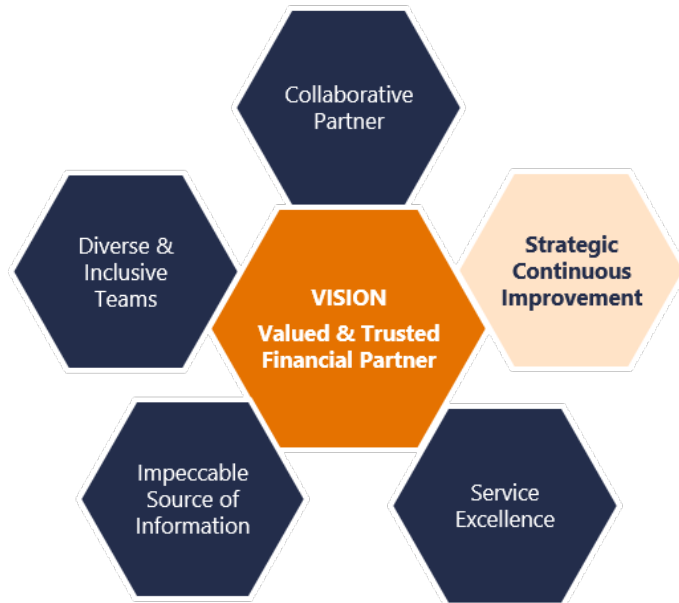 Collaborative
Partner
Diverse &
Inclusive
Teams
Strategic
Continuous
Improvement
VISION
Valued & Trusted
Financial Partner
Impeccable
Source of
Information
Service
Excellence